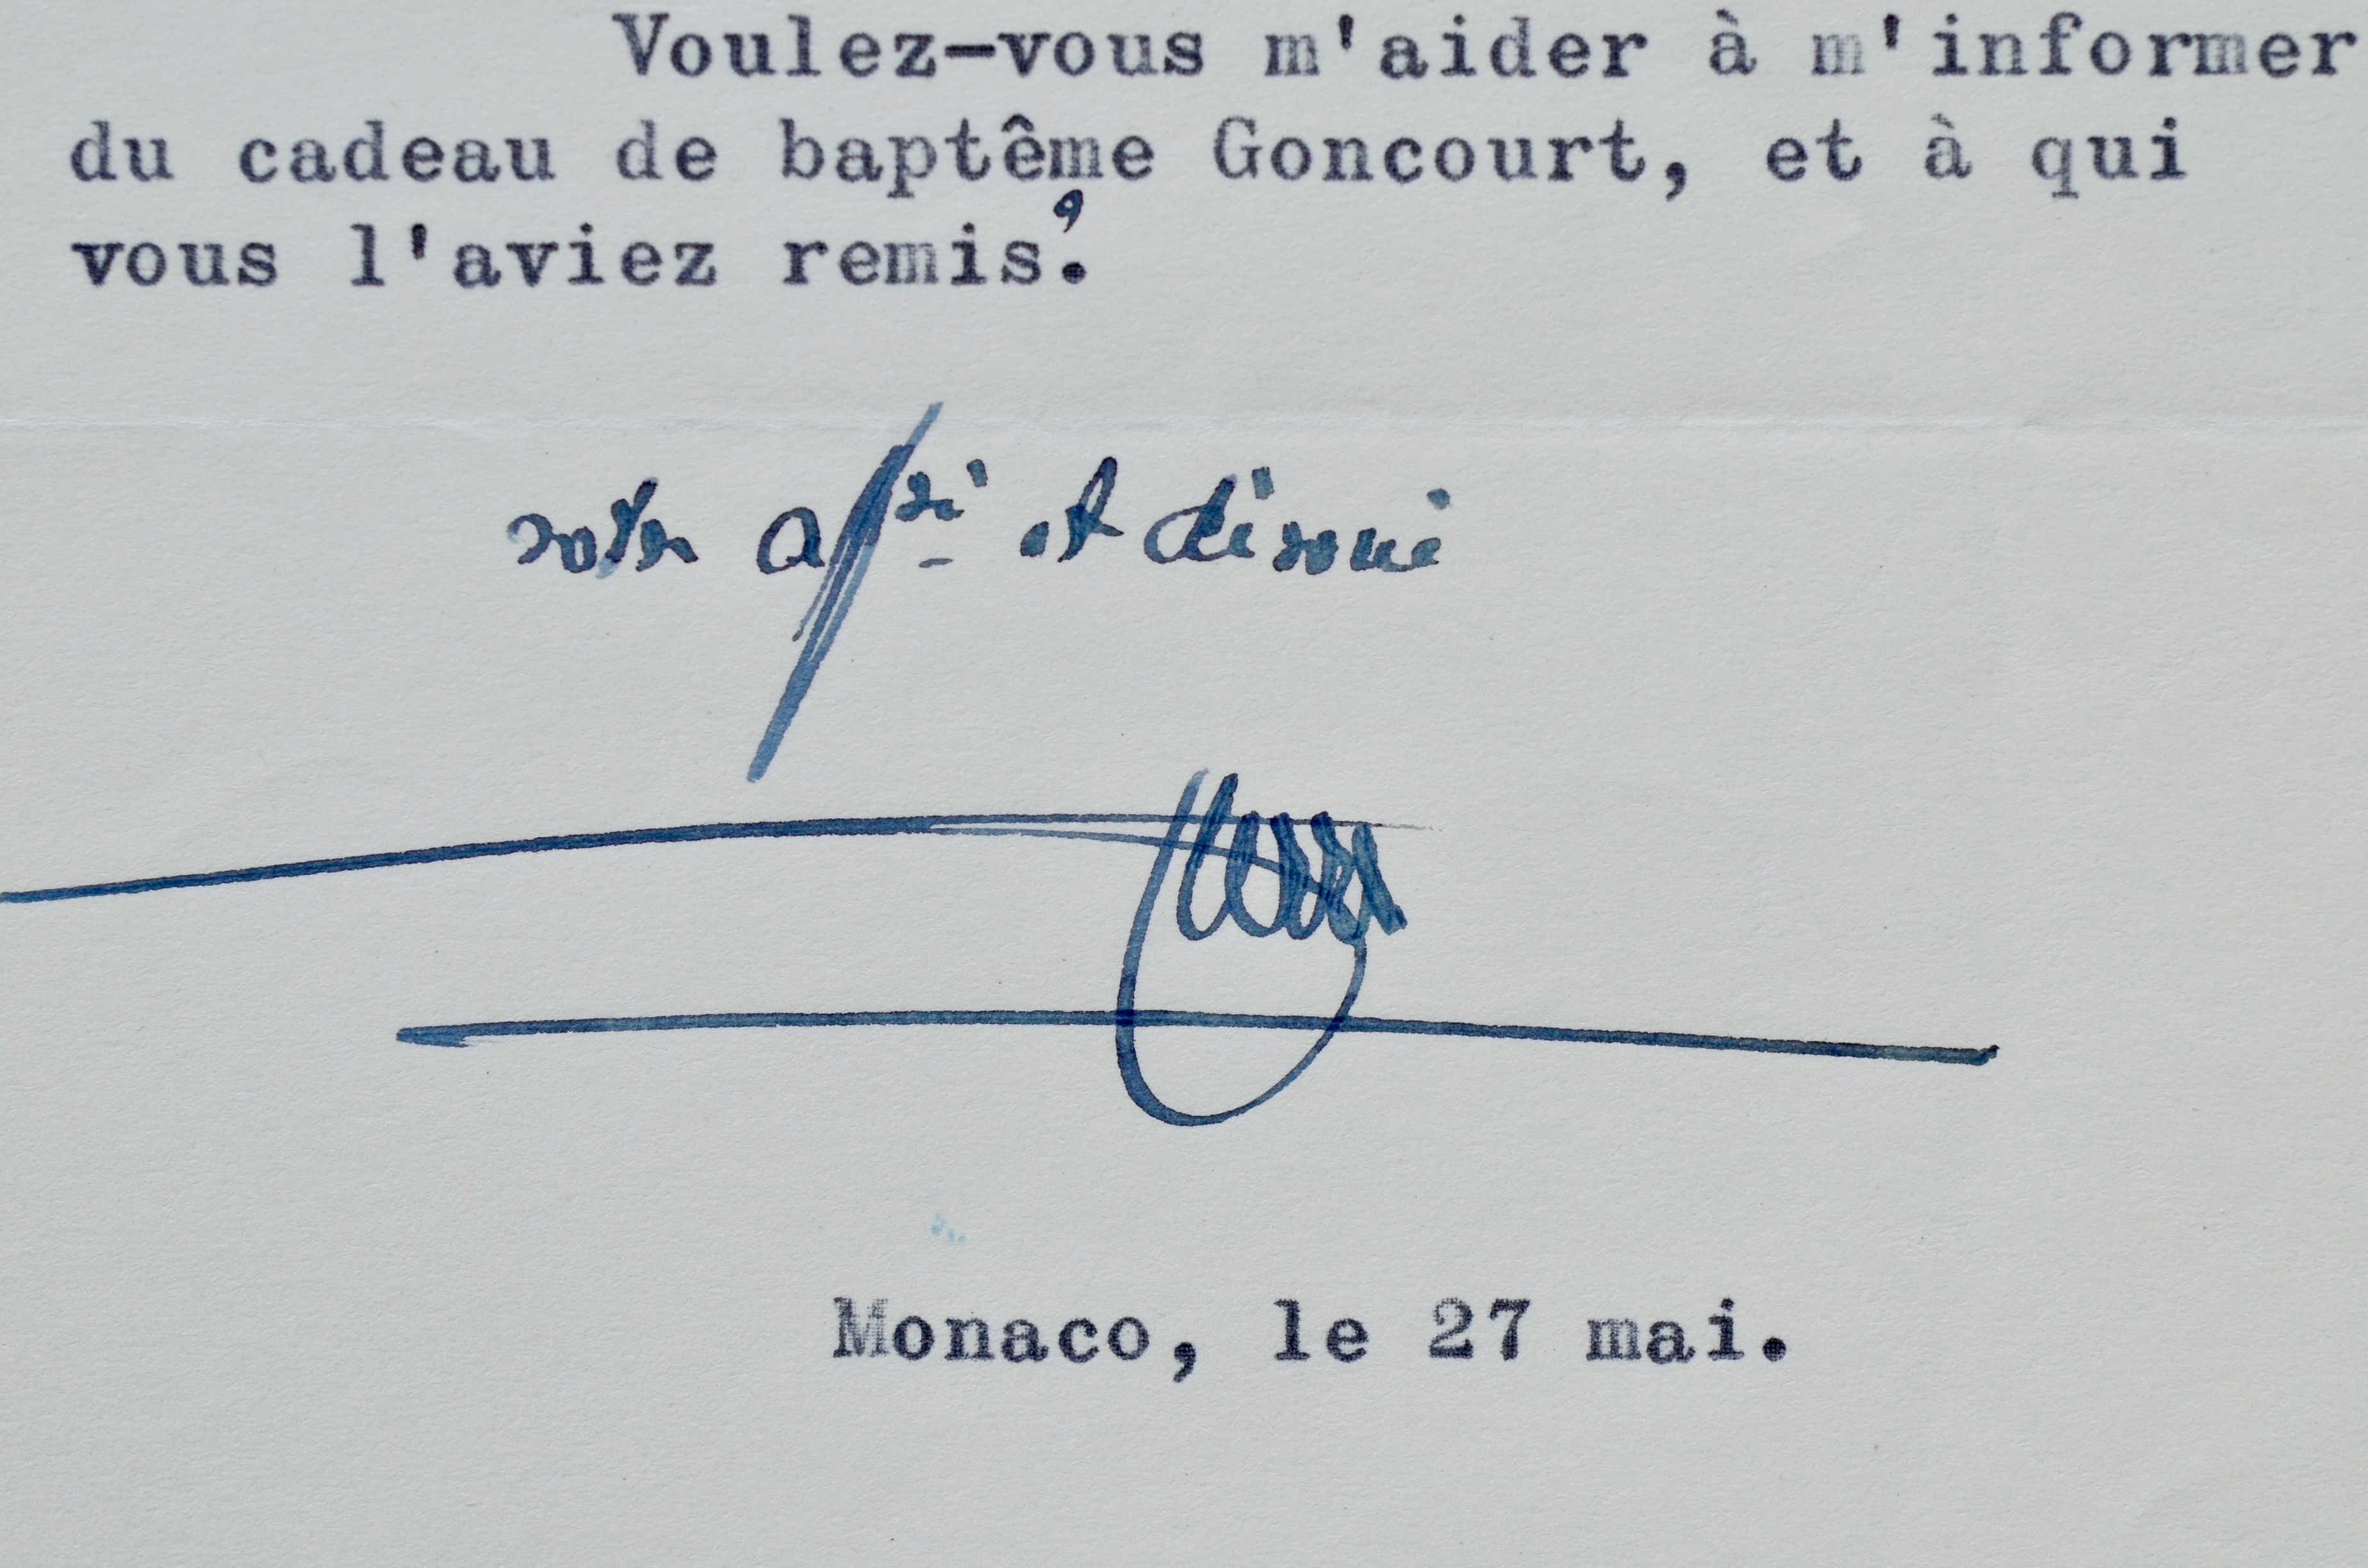 Voulez-vous m'aider à m'informer
du cadeau de baptême Goncourt, et à qui
vous l'aviez remis?
votre aff et dévoué
Monaco, le 27 mai.